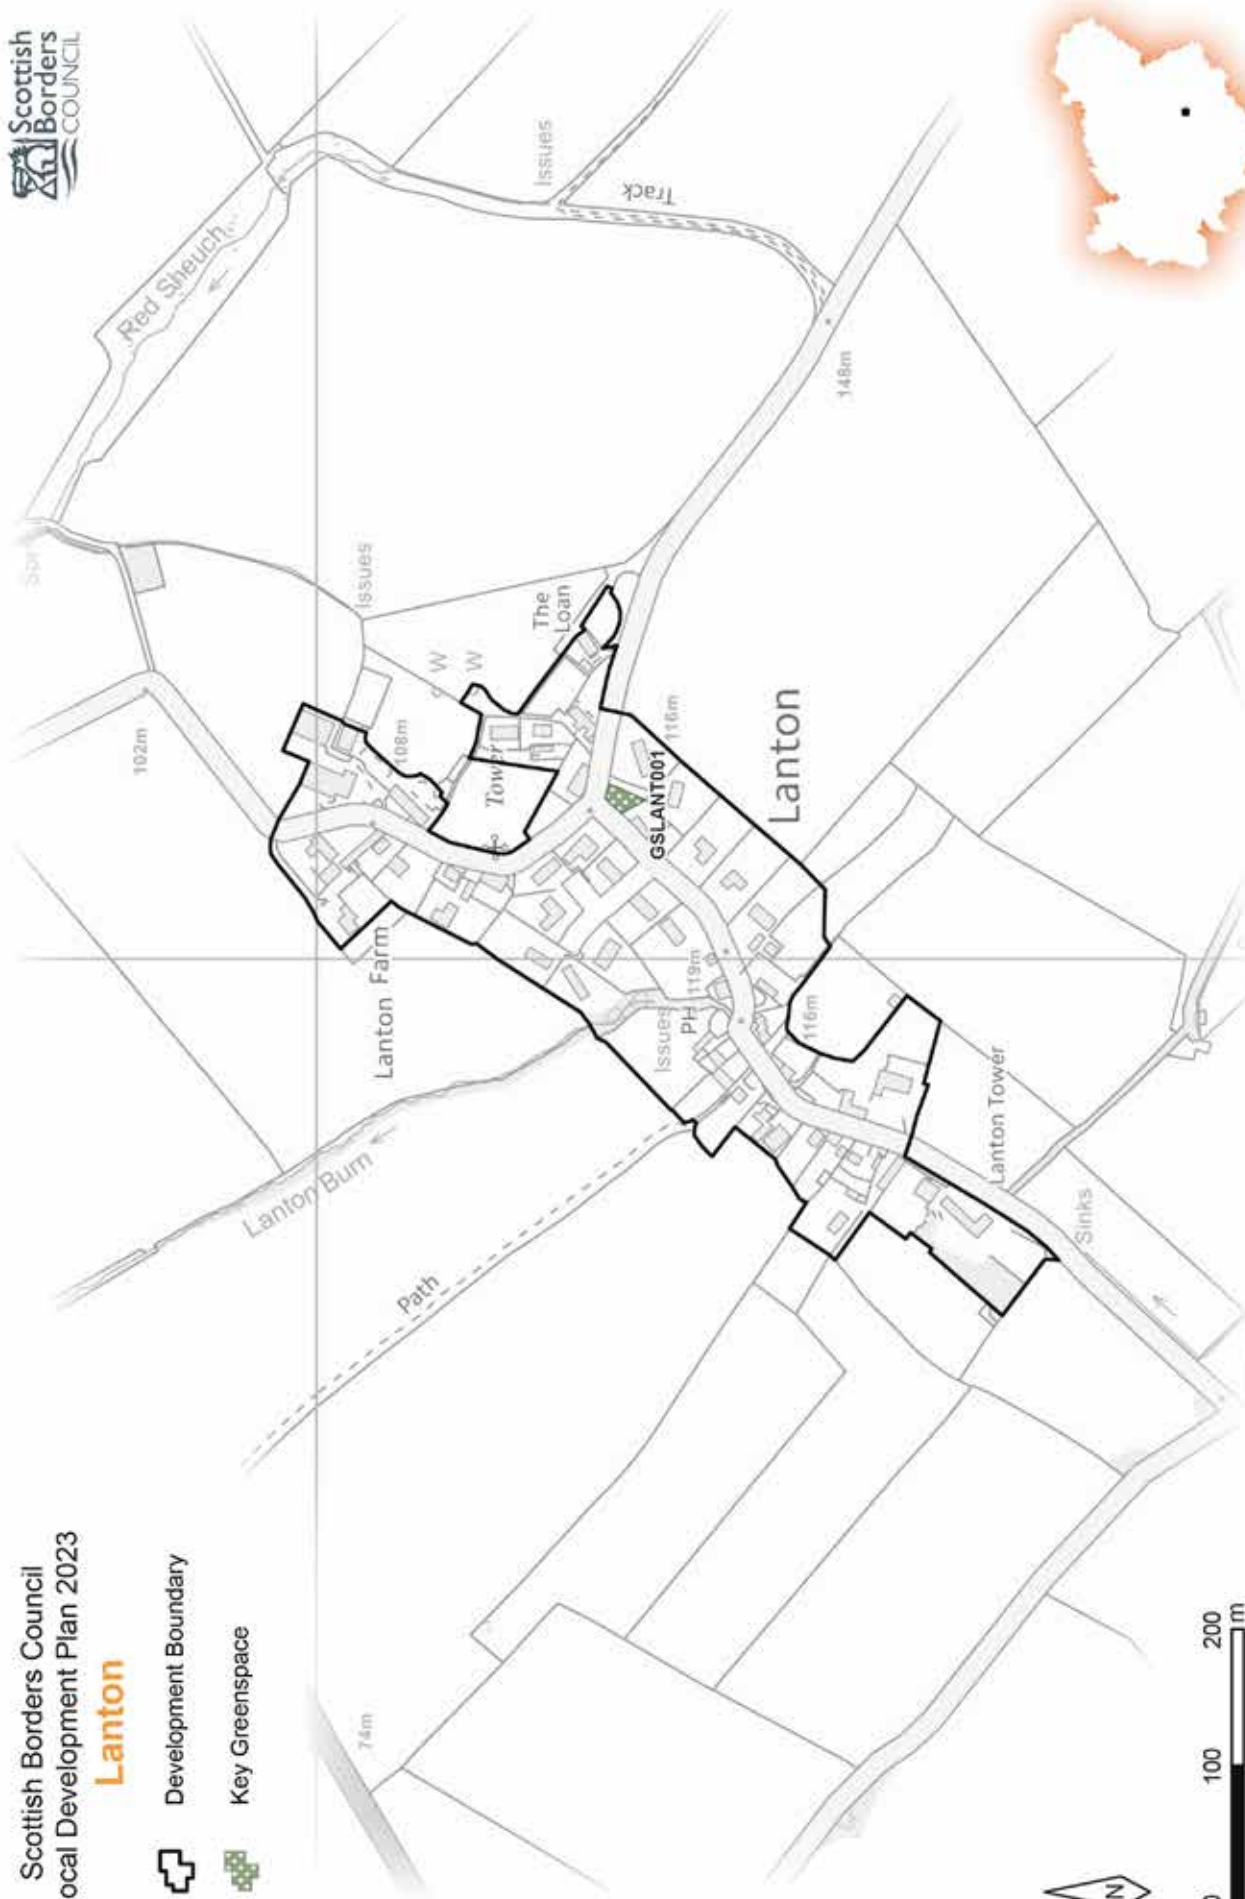 Scottish Borders Council
ocal Development Plan 2023
Lanton
Development Boundary
Key Greenspace
Scottish
Borders
COUNCIL
74m
Path
Lanton Burn
Lanton Farm
102m
Red Sheuch
Issues
Track
Issues
108m
W
W
Tower
The
Loan
GSLANT001
116m
148m
Lanton
Issues
PH
119m
116m
Lanton Tower
Sinks
N
0
100
200
m